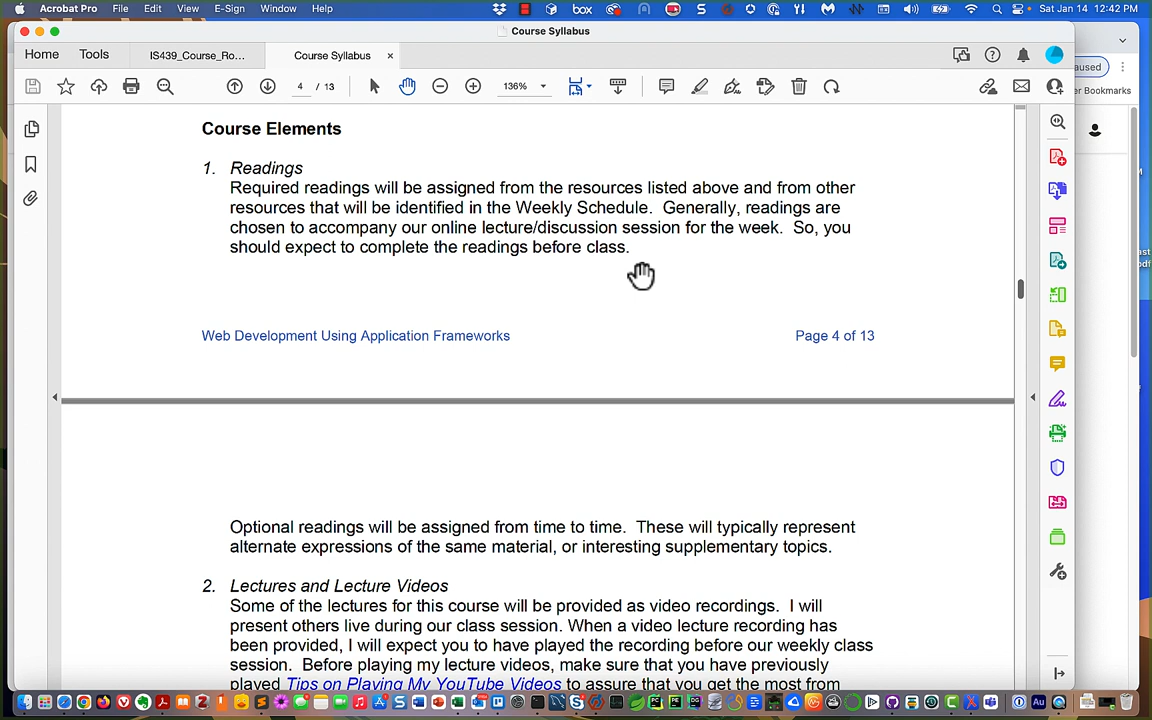 Acrobat Pro File Edit View E-Sign Window Help box Sat Jan 14 12:42 PM
Course Syllabus
Home Tools IS439_Course_Ro... Course Syllabus × aused
4 / 13 136% er Bookmarks
Course Elements
1. Readings
Required readings will be assigned from the resources listed above and from other
resources that will be identified in the Weekly Schedule. Generally, readings are
chosen to accompany our online lecture/discussion session for the week. So, you
should expect to complete the readings before class.
Web Development Using Application Frameworks Page 4 of 13
Optional readings will be assigned from time to time. These will typically represent
alternate expressions of the same material, or interesting supplementary topics.
2. Lectures and Lecture Videos
Some of the lectures for this course will be provided as video recordings. I will
present others live during our class session. When a video lecture recording has
been provided, I will expect you to have played the recording before our weekly class
session. Before playing my lecture videos, make sure that you have previously
played Tips on Playing My YouTube Videos to assure that you get the most from